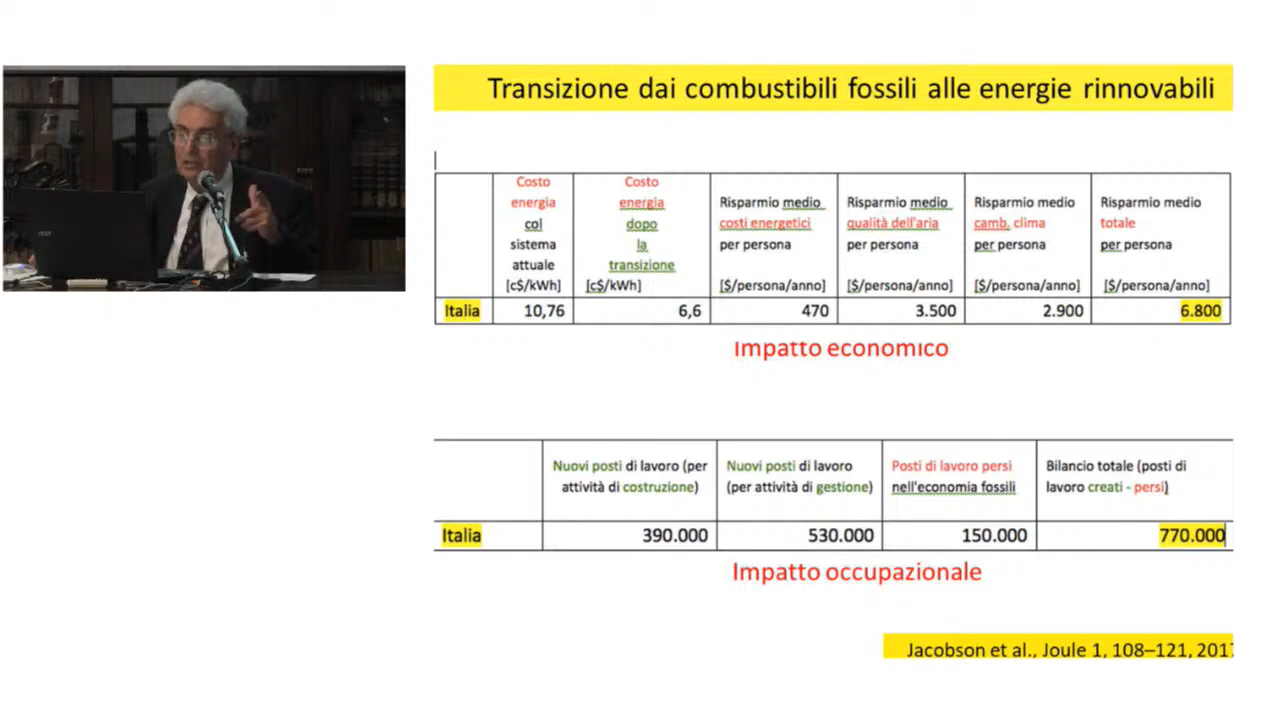 Transizione dai combustibili fossili alle energie rinnovabili
Costo energia col sistema attuale [c$/kWh]
Costo energia dopo la transizione [c$/kWh]
Risparmio medio costi energetici per persona [$/persona/anno]
Risparmio medio qualità dell'aria per persona [$/persona/anno]
Risparmio medio camb. clima per persona [$/persona/anno]
Risparmio medio totale per persona [$/persona/anno]
Italia 10,76 6,6 470 3.500 2.900 6.800
Impatto economico
Nuovi posti di lavoro (per attività di costruzione)
Nuovi posti di lavoro (per attività di gestione)
Posti di lavoro persi nell'economia fossili
Bilancio totale (posti di lavoro creati - persi)
Italia 390.000 530.000 150.000 770.000
Impatto occupazionale
Jacobson et al., Joule 1, 108–121, 2017
acer